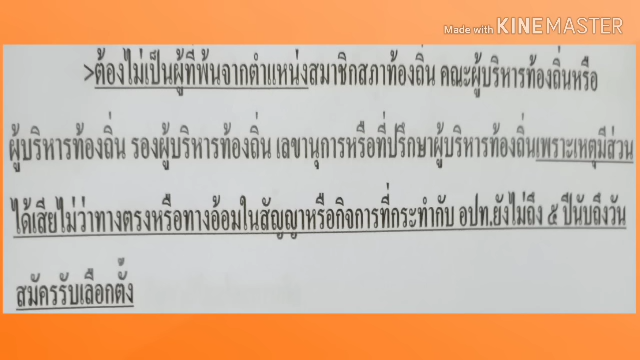 Made with KINEMASTER
>ต้องไม่เป็นผู้ที่พ้นจากตำแหน่งสมาชิกสภาท้องถิ่น คณะผู้บริหารท้องถิ่นหรือ
ผู้บริหารท้องถิ่น รองผู้บริหารท้องถิ่น เลขานุการหรือที่ปรึกษาผู้บริหารท้องถิ่นเพราะเหตุมีส่วน
ได้เสียไม่ว่าทางตรงหรือทางอ้อมในสัญญาหรือกิจการที่กระทำกับ อปท.ยังไม่ถึง ๕ ปีนับถึงวัน
สมัครรับเลือกตั้ง